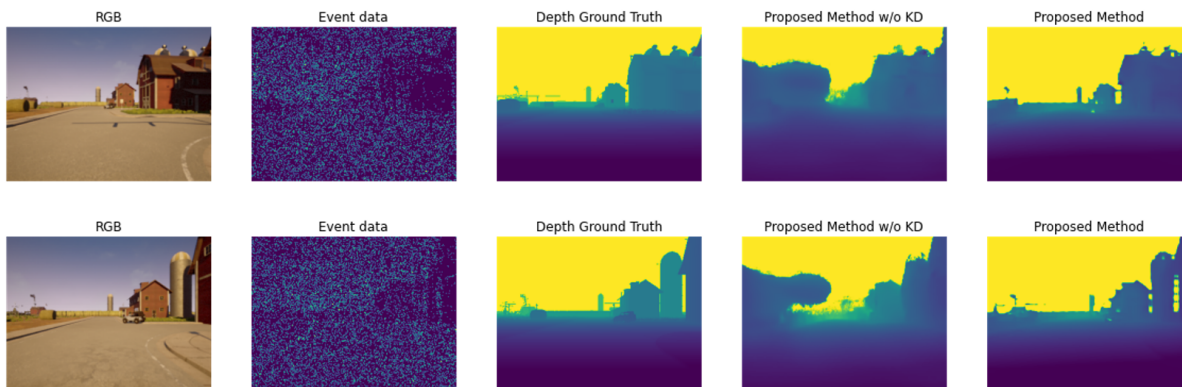 RGB
Event data
Depth Ground Truth
Proposed Method w/o KD
Proposed Method
RGB
Event data
Depth Ground Truth
Proposed Method w/o KD
Proposed Method